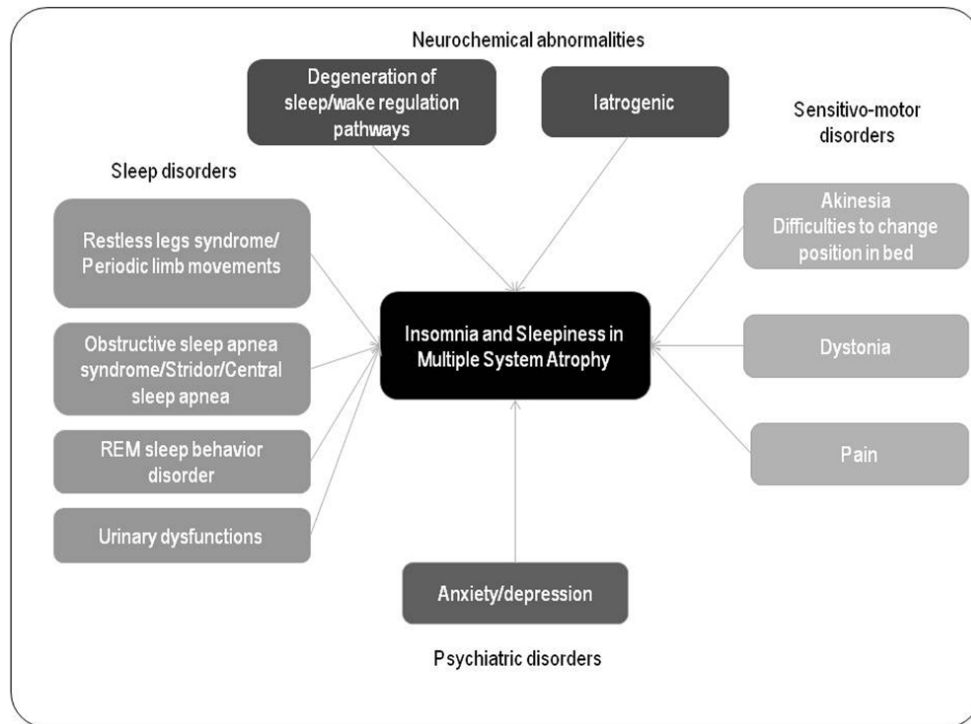 Neurochemical abnormalities
Degeneration of
sleep/wake regulation
pathways
Iatrogenic
Sensitivo-motor
disorders
Sleep disorders
Restless legs syndrome/
Periodic limb movements
Akinesia
Difficulties to change
position in bed
Obstructive sleep apnea
syndrome/Stridor/Central
sleep apnea
Insomnia and Sleepiness in
Multiple System Atrophy
Dystonia
REM sleep behavior
disorder
Pain
Urinary dysfunctions
Anxiety/depression
Psychiatric disorders